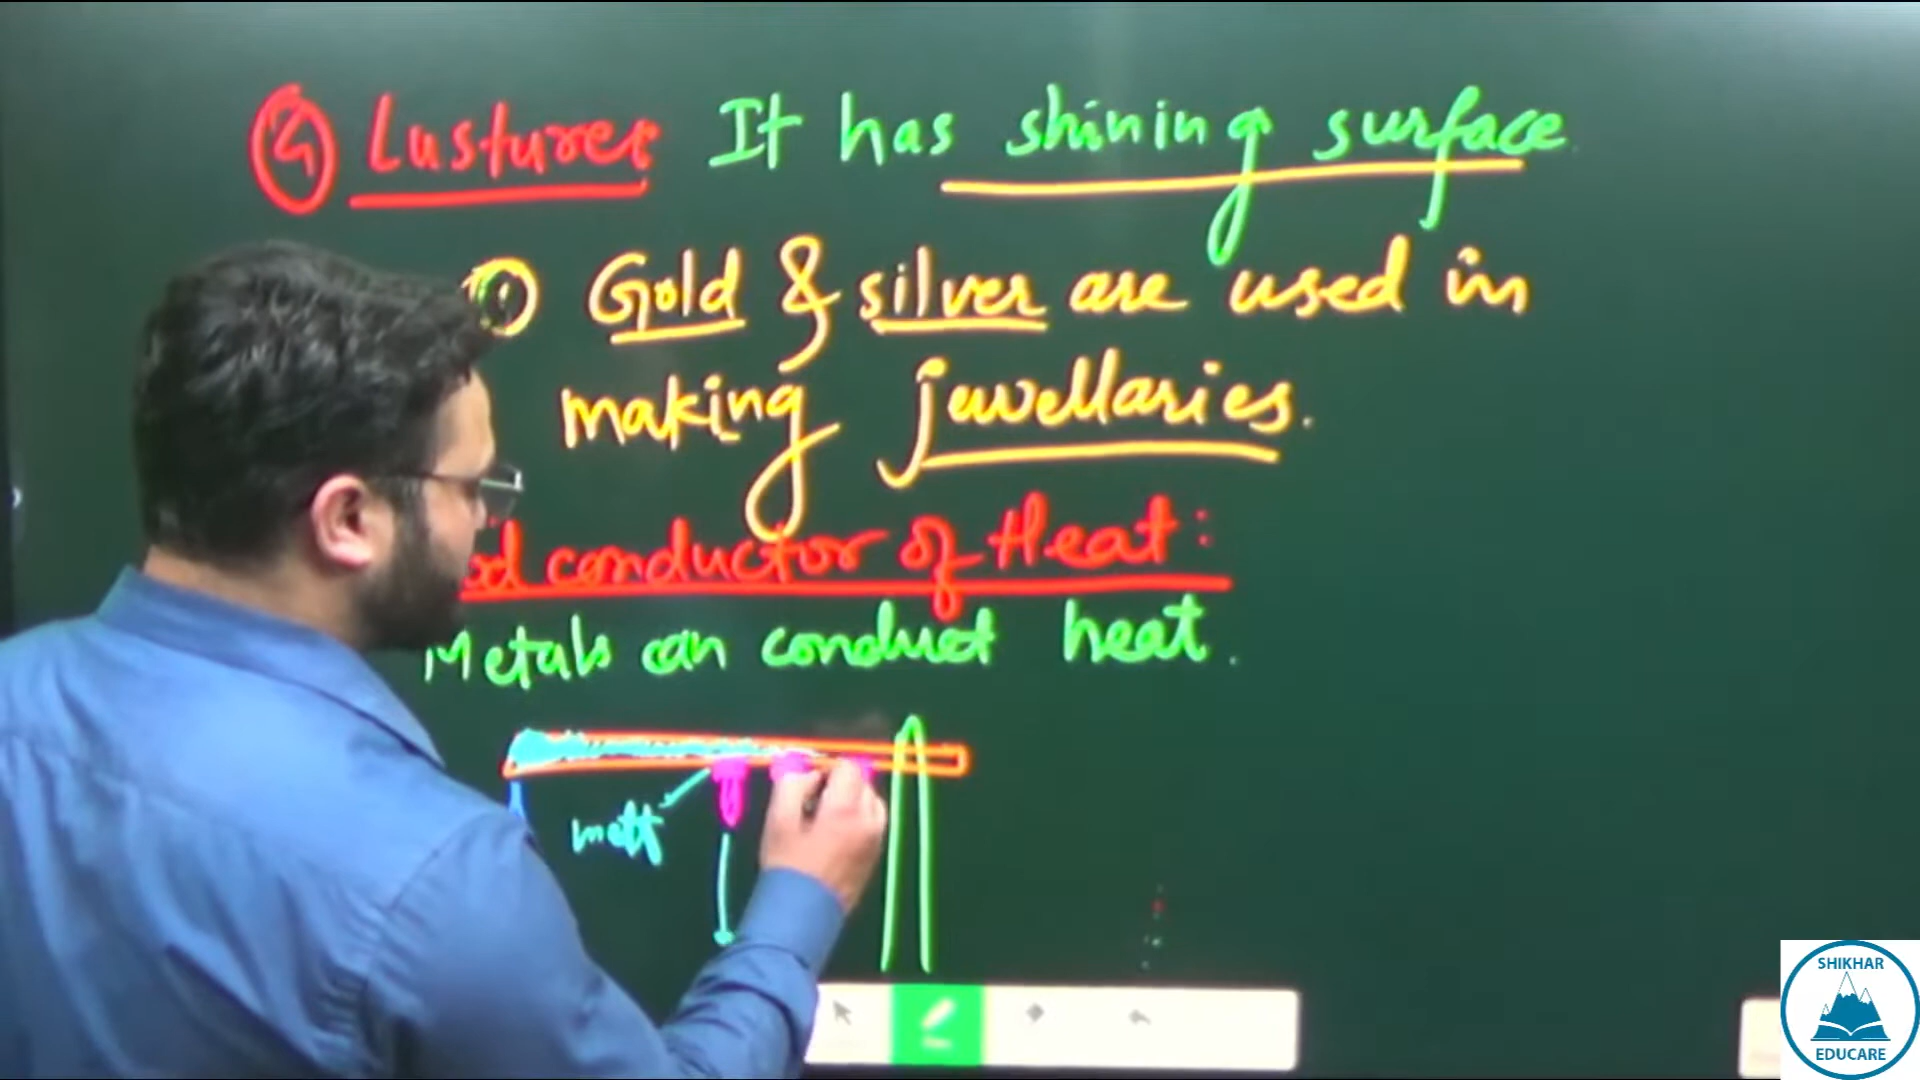 ④ Lusturer It has shining surface.
① Gold & silver are used in
making jewellaries.
conductor of Heat:
Metals can conduct heat.
melt
SHIKHAR
EDUCARE